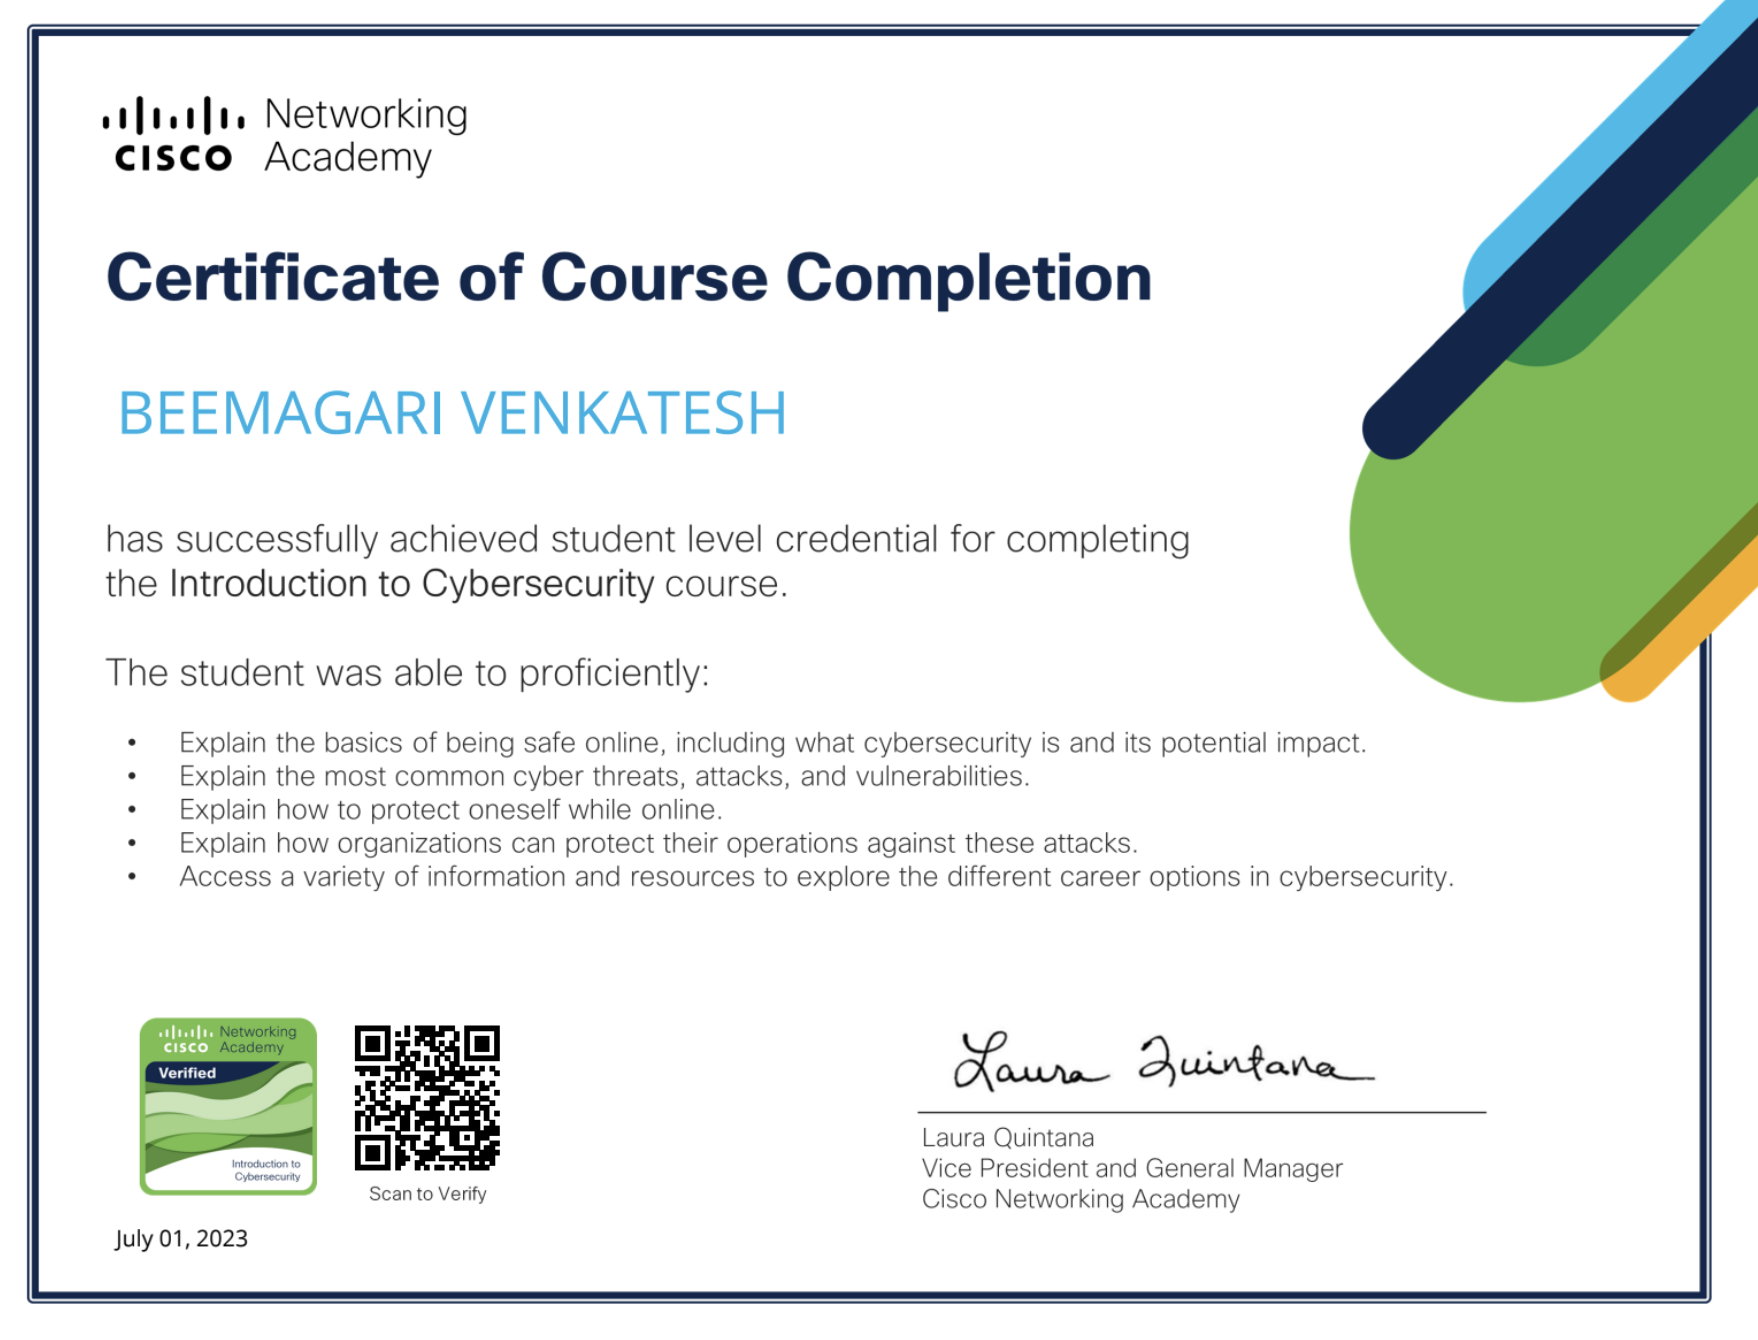 Networking
CISCO Academy
Certificate of Course Completion
BEEMAGARI VENKATESH
has successfully achieved student level credential for completing
the Introduction to Cybersecurity course.
The student was able to proficiently:
• Explain the basics of being safe online, including what cybersecurity is and its potential impact.
• Explain the most common cyber threats, attacks, and vulnerabilities.
• Explain how to protect oneself while online.
• Explain how organizations can protect their operations against these attacks.
• Access a variety of information and resources to explore the different career options in cybersecurity.
Networking
CISCO Academy
Verified
Introduction to
Cybersecurity
Scan to Verify
July 01, 2023
Laura Quintana
Laura Quintana
Vice President and General Manager
Cisco Networking Academy